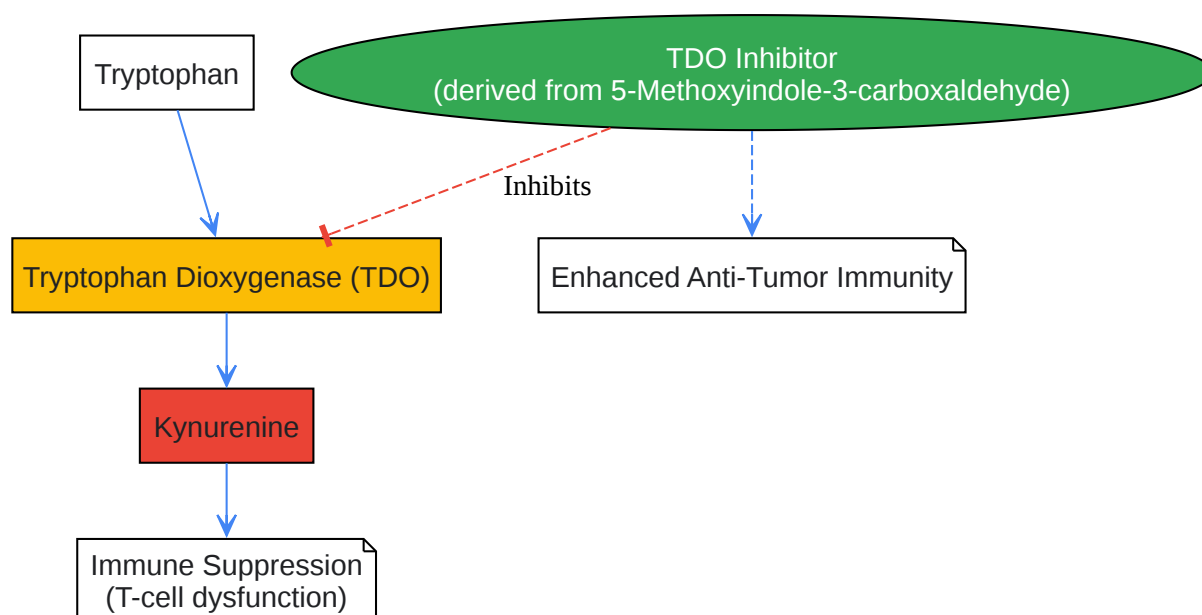 Tryptophan
TDO Inhibitor
(derived from 5-Methoxyindole-3-carboxaldehyde)
Inhibits
Tryptophan Dioxygenase (TDO)
Enhanced Anti-Tumor Immunity
Kynurenine
Immune Suppression
(T-cell dysfunction)